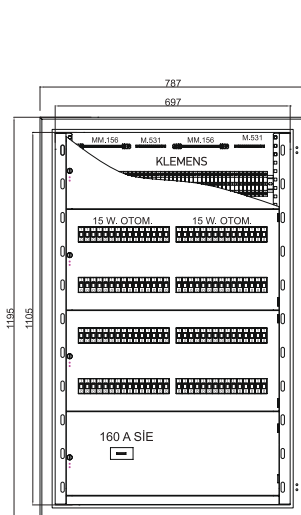 787
697
MM.156 M.531 MM.156 M.531
KLEMENS
15 W. OTOM. 15 W. OTOM.
1195
1105
160 A SİE